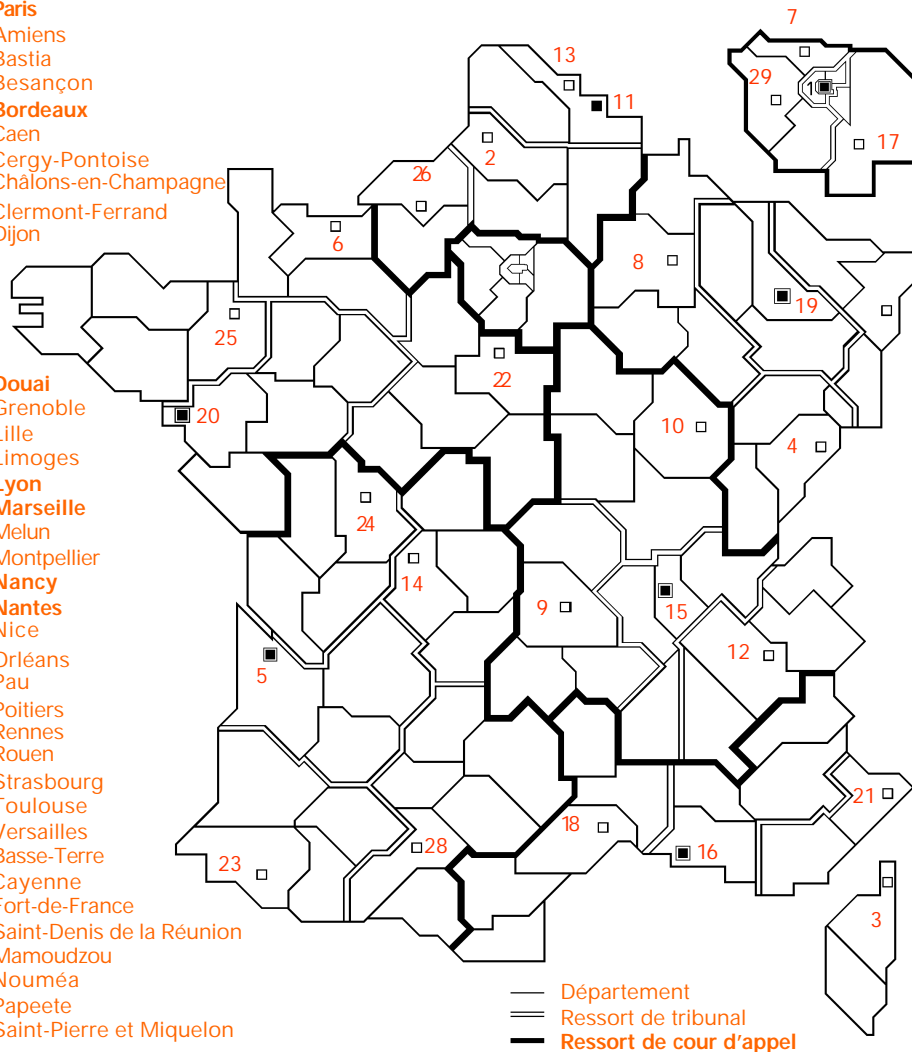 Paris
Amiens
Bastia
Besançon
Bordeaux
Caen
Cergy-Pontoise
Châlons-en-Champagne
Clermont-Ferrand
Dijon
Douai
Grenoble
Lille
Limoges
Lyon
Marseille
Melun
Montpellier
Nancy
Nantes
Nice
Orléans
Pau
Poitiers
Rennes
Rouen
Strasbourg
Toulouse
Versailles
Basse-Terre
Cayenne
Fort-de-France
Saint-Denis de la Réunion
Mamoudzou
Nouméa
Papeete
Saint-Pierre et Miquelon
7
13
29
1
11
17
2
26
6
8
19
25
22
20
10
4
24
14
9
15
12
5
21
18
28
16
23
3
Département
Ressort de tribunal
Ressort de cour d'appel